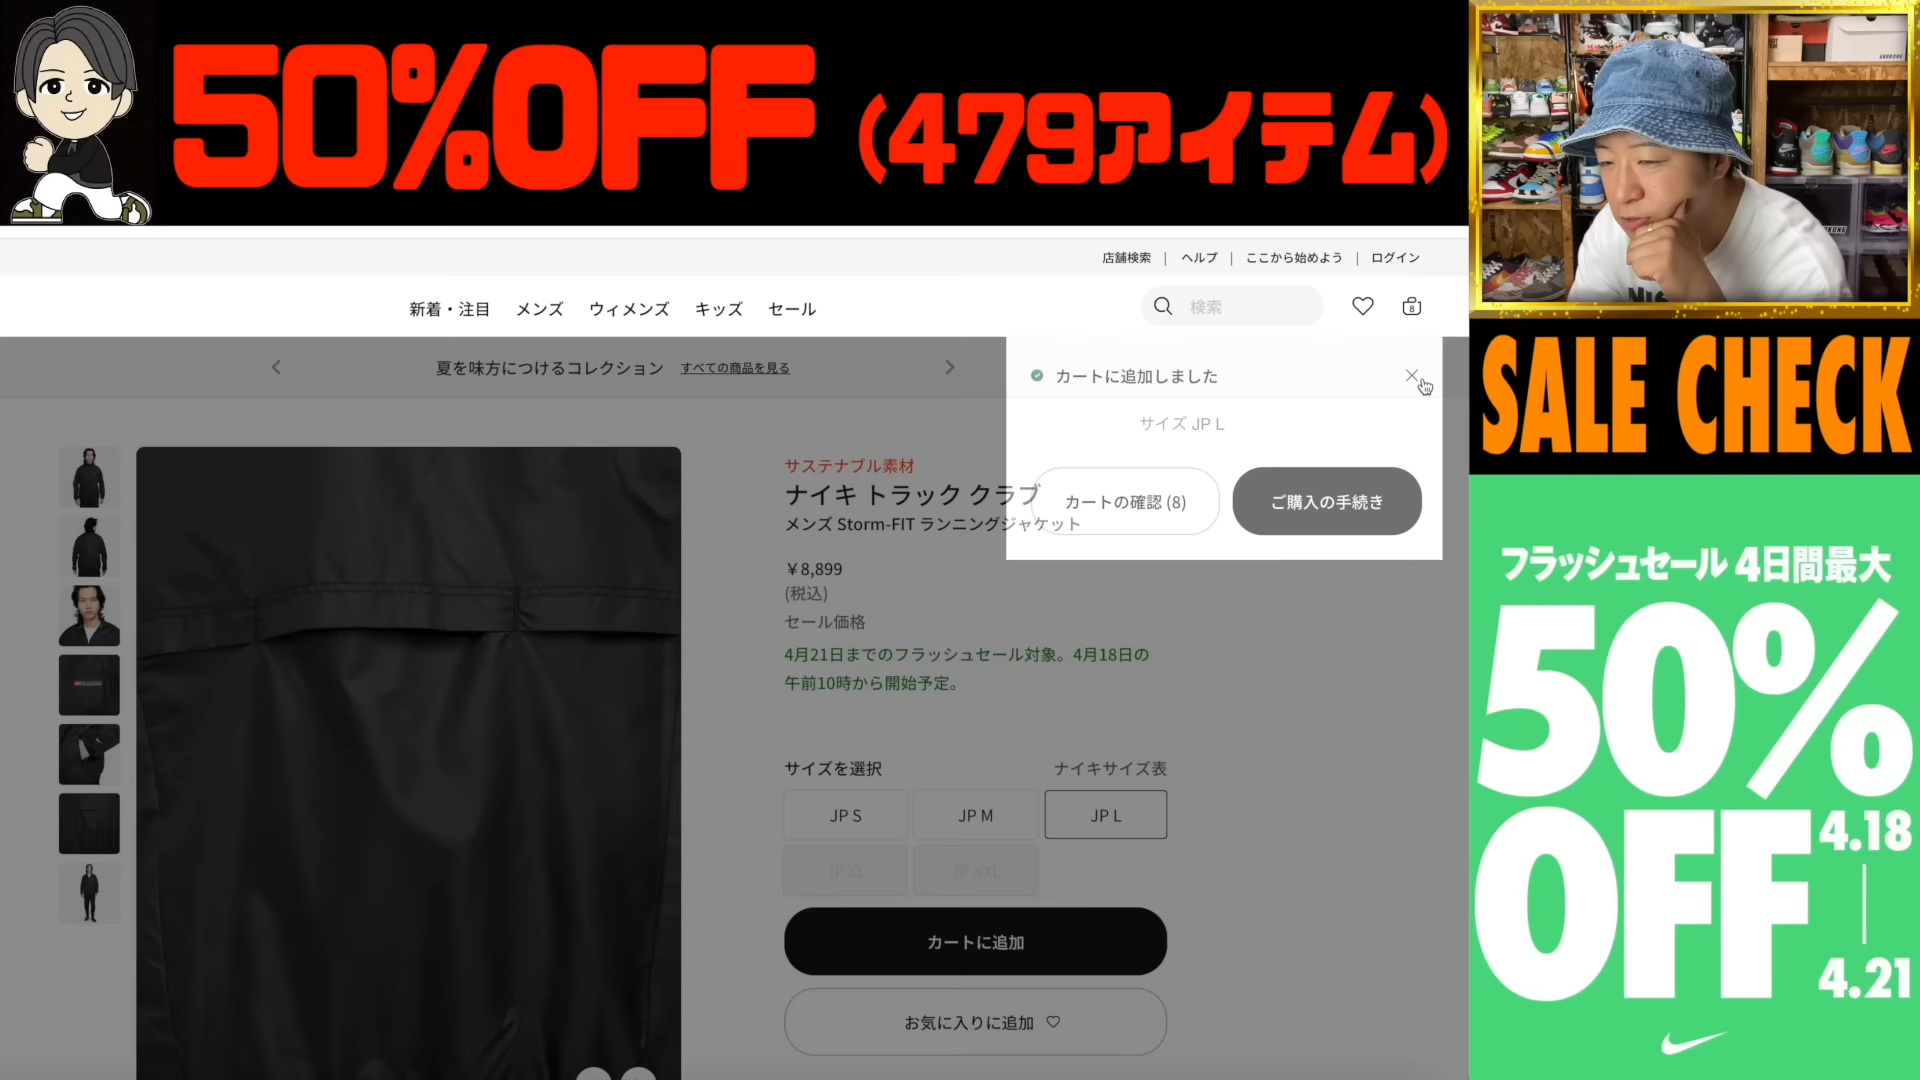 50%OFF (479アイテム)
店舗検索 | ヘルプ | ここから始めよう | ログイン
新着・注目 メンズ ウィメンズ キッズ セール
検索
8
夏を味方につけるコレクション すべての商品を見る
カートに追加しました
サイズ JP L
カートの確認 (8)
ご購入の手続き
サステナブル素材
ナイキ トラック クラブ
メンズ Storm-FIT ランニングジャケット
￥8,899
(税込)
セール価格
4月21日までのフラッシュセール対象。4月18日の
午前10時から開始予定。
サイズを選択 ナイキサイズ表
JP S JP M JP L
JP XL JP XXL
カートに追加
お気に入りに追加
SALE CHECK
フラッシュセール 4日間最大
50%
OFF
4.18
4.21